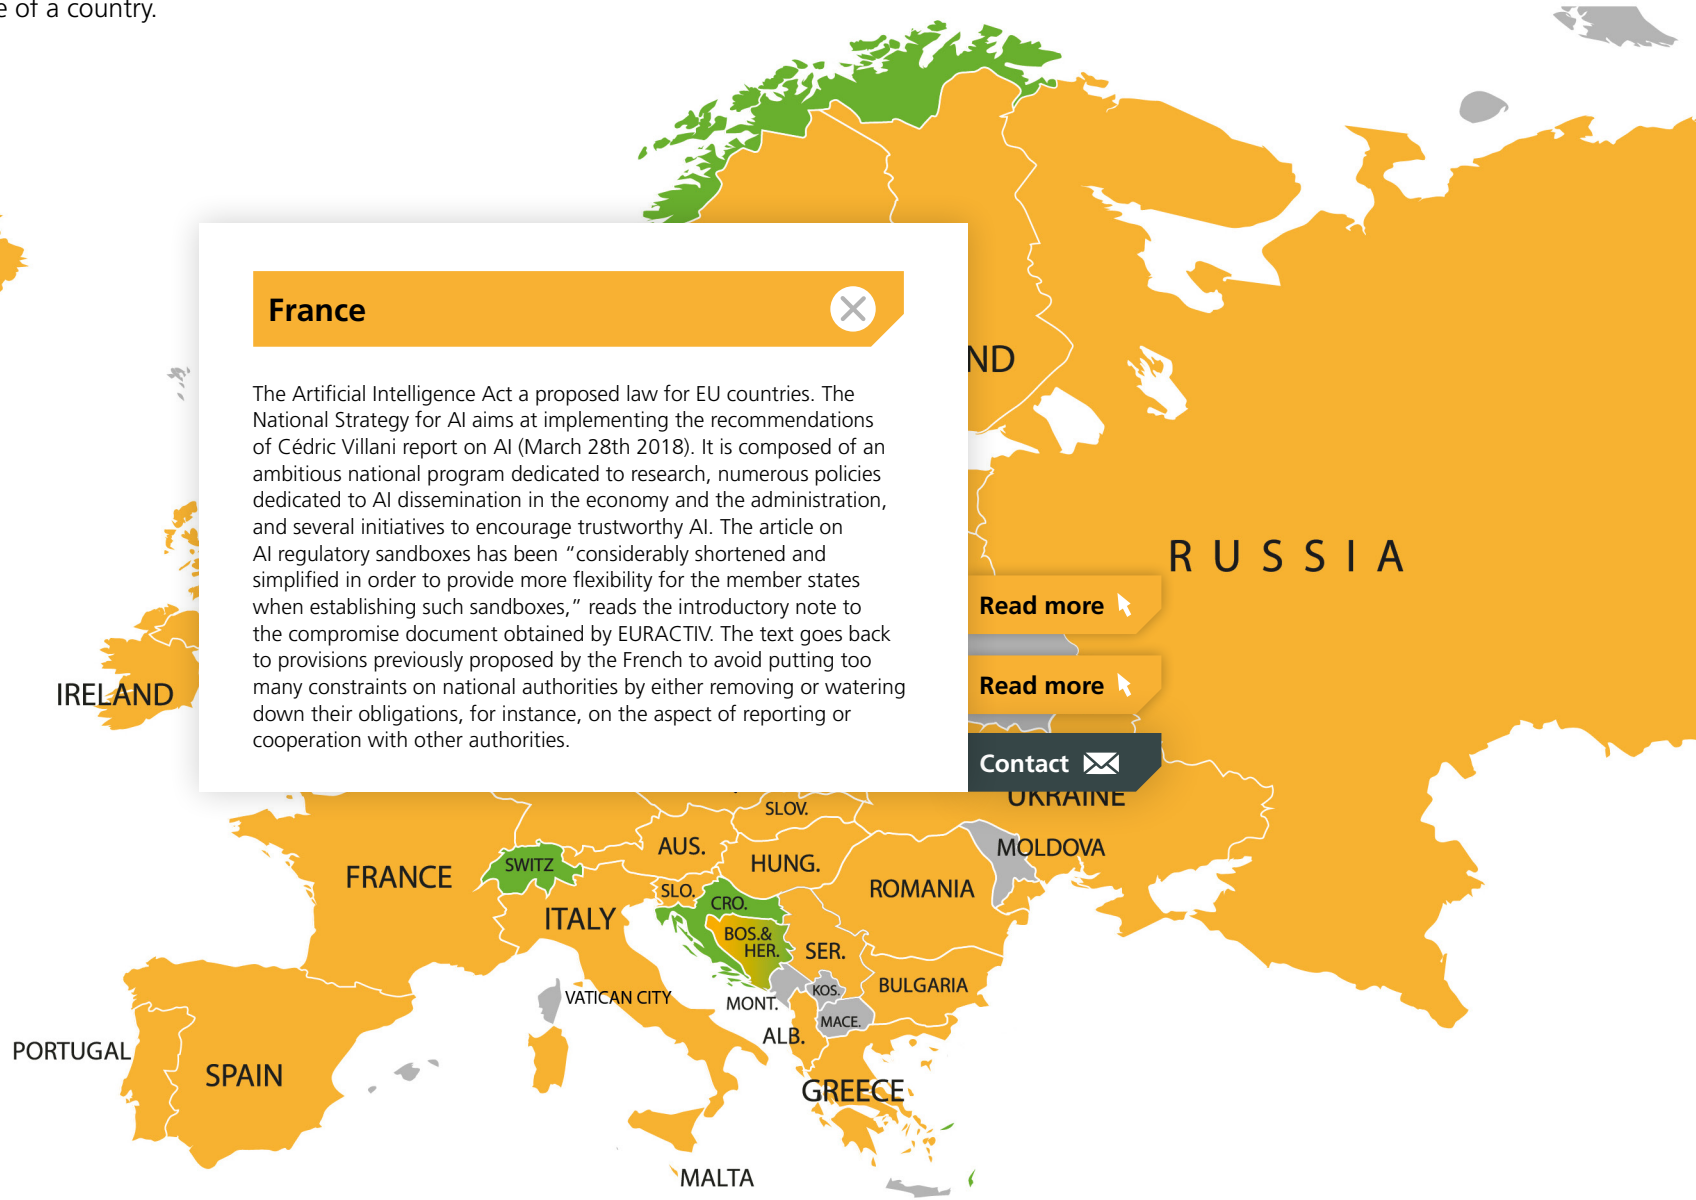 of a country.
France
The Artificial Intelligence Act a proposed law for EU countries. The
National Strategy for AI aims at implementing the recommendations
of Cédric Villani report on AI (March 28th 2018). It is composed of an
ambitious national program dedicated to research, numerous policies
dedicated to AI dissemination in the economy and the administration,
and several initiatives to encourage trustworthy AI. The article on
AI regulatory sandboxes has been “considerably shortened and
simplified in order to provide more flexibility for the member states
when establishing such sandboxes,” reads the introductory note to
the compromise document obtained by EURACTIV. The text goes back
to provisions previously proposed by the French to avoid putting too
many constraints on national authorities by either removing or watering
down their obligations, for instance, on the aspect of reporting or
cooperation with other authorities.
ND
RUSSIA
Read more
Read more
Contact
IRELAND
UKRAINE
SLOV.
AUS.
HUNG.
MOLDOVA
FRANCE
SWITZ
SLO.
CRO.
ROMANIA
ITALY
BOS.&
HER.
SER.
BULGARIA
KOS.
VATICAN CITY
MONT.
MACE.
ALB.
PORTUGAL
SPAIN
GREECE
MALTA